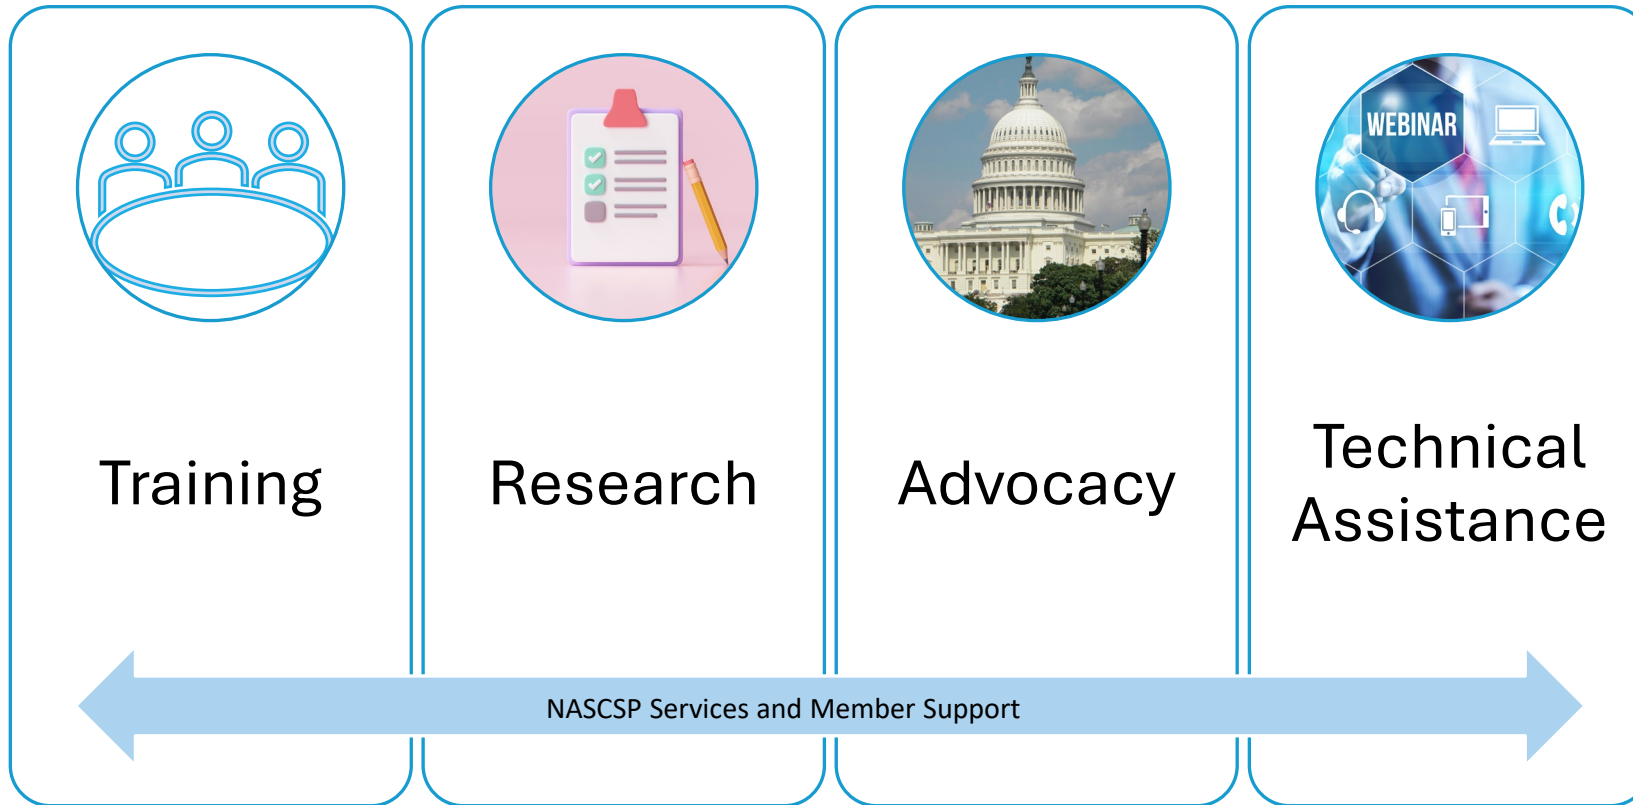 WEBINAR
Training
Research
Advocacy
Technical
Assistance
NASCSP Services and Member Support